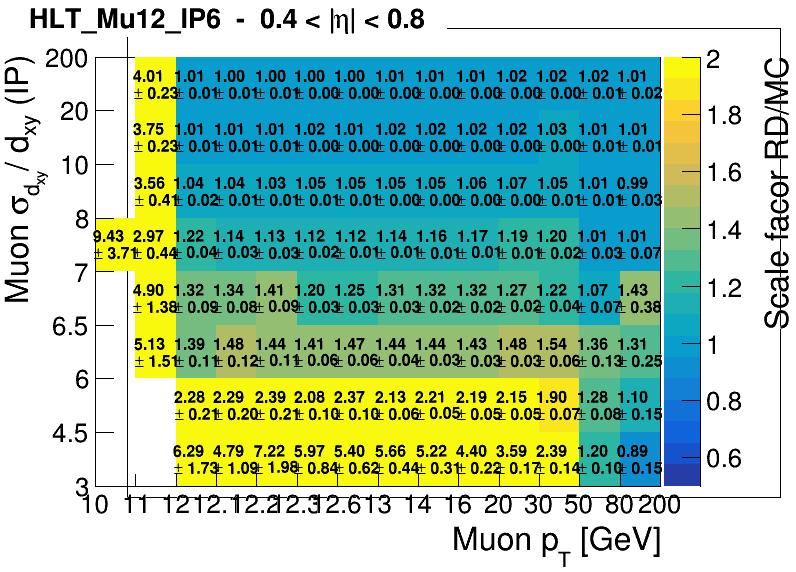 HLT_Mu12_IP6 - 0.4 < |η| < 0.8
200
4.01 1.01 1.00 1.00 1.00 1.00 1.01 1.01 1.01 1.02 1.02 1.02 1.01
± 0.23 ± 0.01 ± 0.01 ± 0.01 ± 0.00 ± 0.00 ± 0.00 ± 0.00 ± 0.00 ± 0.00 ± 0.00 ± 0.01 ± 0.02
20
3.75 1.01 1.01 1.01 1.02 1.01 1.02 1.02 1.02 1.02 1.03 1.01 1.01
± 0.23 ± 0.01 ± 0.01 ± 0.01 ± 0.01 ± 0.00 ± 0.00 ± 0.00 ± 0.00 ± 0.00 ± 0.00 ± 0.01 ± 0.01
10
3.56 1.04 1.04 1.03 1.05 1.05 1.05 1.05 1.06 1.07 1.05 1.01 0.99
± 0.41 ± 0.02 ± 0.01 ± 0.01 ± 0.01 ± 0.01 ± 0.00 ± 0.00 ± 0.00 ± 0.00 ± 0.01 ± 0.01 ± 0.03
8
9.43 2.97 1.22 1.14 1.13 1.12 1.12 1.14 1.16 1.17 1.19 1.20 1.01 1.01
± 3.71 ± 0.44 ± 0.04 ± 0.03 ± 0.03 ± 0.02 ± 0.01 ± 0.01 ± 0.01 ± 0.01 ± 0.01 ± 0.02 ± 0.03 ± 0.07
7
4.90 1.32 1.34 1.41 1.20 1.25 1.31 1.32 1.32 1.27 1.22 1.07 1.43
± 1.38 ± 0.09 ± 0.08 ± 0.09 ± 0.03 ± 0.03 ± 0.03 ± 0.02 ± 0.02 ± 0.02 ± 0.04 ± 0.07 ± 0.38
6.5
5.13 1.39 1.48 1.44 1.41 1.47 1.44 1.44 1.43 1.48 1.54 1.36 1.31
± 1.51 ± 0.11 ± 0.12 ± 0.11 ± 0.06 ± 0.06 ± 0.04 ± 0.03 ± 0.03 ± 0.03 ± 0.06 ± 0.13 ± 0.25
6
2.28 2.29 2.39 2.08 2.37 2.13 2.21 2.19 2.15 1.90 1.28 1.10
± 0.21 ± 0.20 ± 0.21 ± 0.10 ± 0.10 ± 0.06 ± 0.05 ± 0.05 ± 0.05 ± 0.07 ± 0.08 ± 0.15
4.5
6.29 4.79 7.22 5.97 5.40 5.66 5.22 4.40 3.59 2.39 1.20 0.89
± 1.73 ± 1.09 ± 1.98 ± 0.84 ± 0.62 ± 0.44 ± 0.31 ± 0.22 ± 0.17 ± 0.14 ± 0.10 ± 0.15
3
10 11 12 12.1 12.2 12.3 12.6 13 14 16 20 30 50 80 200
Muon pT [GeV]
Muon σdxy / dxy (IP)
2
1.8
1.6
1.4
1.2
1
0.8
0.6
Scale facor RD/MC